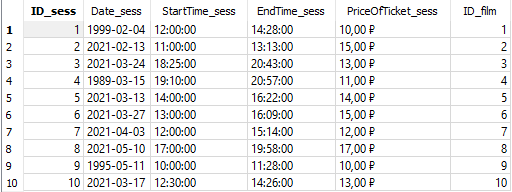 ID_sess Date_sess StartTime_sess EndTime_sess PriceOfTicket_sess ID_film
1 1 1999-02-04 12:00:00 14:28:00 10,00 ₽ 1
2 2 2021-02-13 11:00:00 13:13:00 15,00 ₽ 2
3 3 2021-03-24 18:25:00 20:43:00 13,00 ₽ 3
4 4 1989-03-15 19:10:00 20:57:00 11,00 ₽ 4
5 5 2021-03-13 14:00:00 16:22:00 14,00 ₽ 5
6 6 2021-03-27 13:00:00 16:09:00 15,00 ₽ 6
7 7 2021-04-03 12:00:00 15:14:00 12,00 ₽ 7
8 8 2021-05-10 17:00:00 19:58:00 17,00 ₽ 8
9 9 1995-05-11 10:00:00 11:28:00 10,00 ₽ 9
10 10 2021-03-17 12:30:00 14:26:00 13,00 ₽ 10